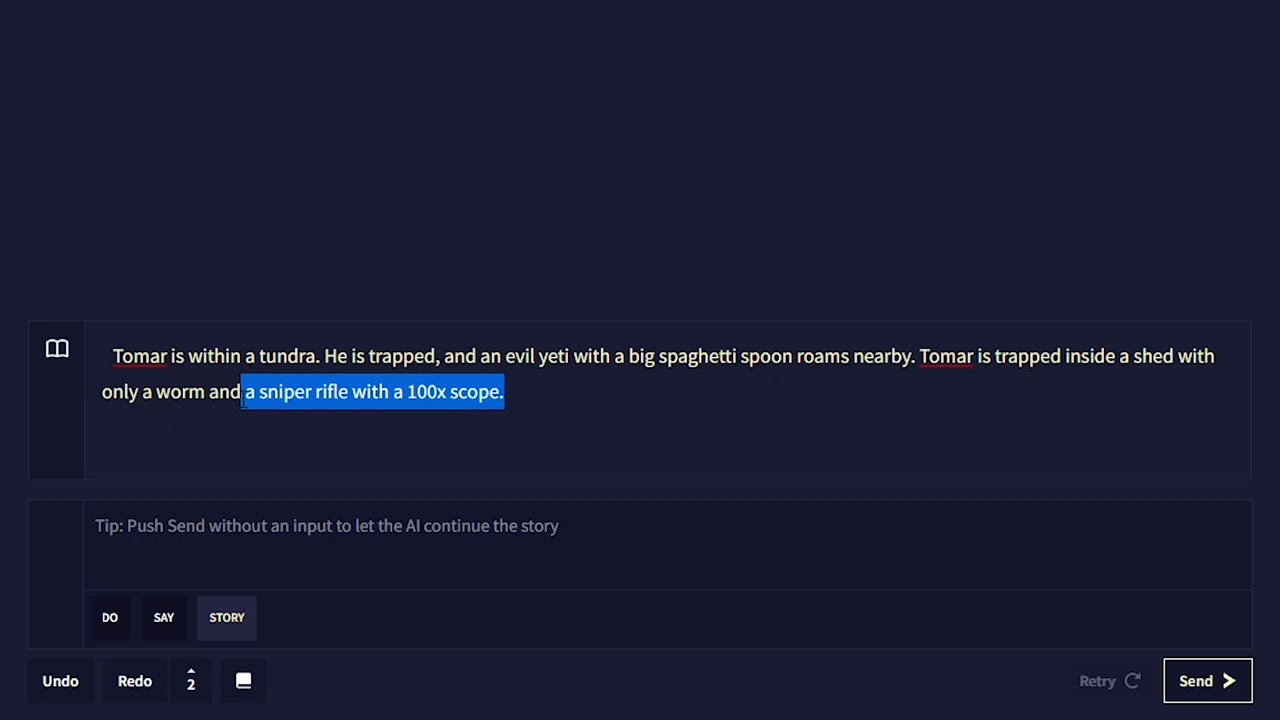 Tomar is within a tundra. He is trapped, and an evil yeti with a big spaghetti spoon roams nearby. Tomar is trapped inside a shed with
only a worm and a sniper rifle with a 100x scope.
Tip: Push Send without an input to let the AI continue the story
DO SAY STORY
Undo Redo 2 Retry Send